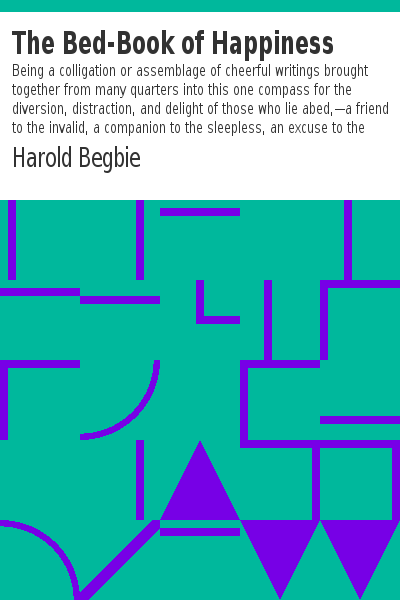 The Bed-Book of Happiness
Being a colligation or assemblage of cheerful writings brought
together from many quarters into this one compass for the
diversion, distraction, and delight of those who lie abed,—a friend
to the invalid, a companion to the sleepless, an excuse to the
Harold Begbie